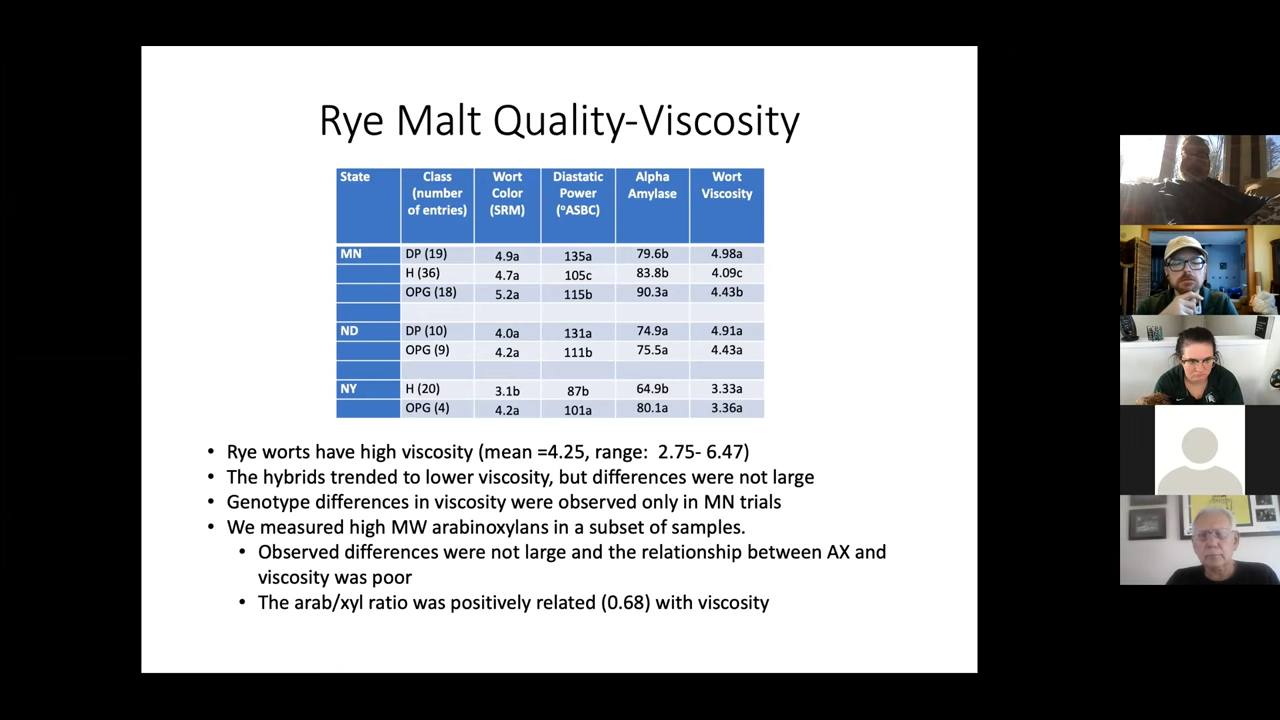 Rye Malt Quality-Viscosity
State Class (number of entries) Wort Color (SRM) Diastatic Power (ºASBC) Alpha Amylase Wort Viscosity
MN DP (19) 4.9a 135a 79.6b 4.98a
H (36) 4.7a 105c 83.8b 4.09c
OPG (18) 5.2a 115b 90.3a 4.43b
ND DP (10) 4.0a 131a 74.9a 4.91a
OPG (9) 4.2a 111b 75.5a 4.43a
NY H (20) 3.1b 87b 64.9b 3.33a
OPG (4) 4.2a 101a 80.1a 3.36a
• Rye worts have high viscosity (mean =4.25, range: 2.75- 6.47)
• The hybrids trended to lower viscosity, but differences were not large
• Genotype differences in viscosity were observed only in MN trials
• We measured high MW arabinoxylans in a subset of samples.
• Observed differences were not large and the relationship between AX and
viscosity was poor
• The arab/xyl ratio was positively related (0.68) with viscosity